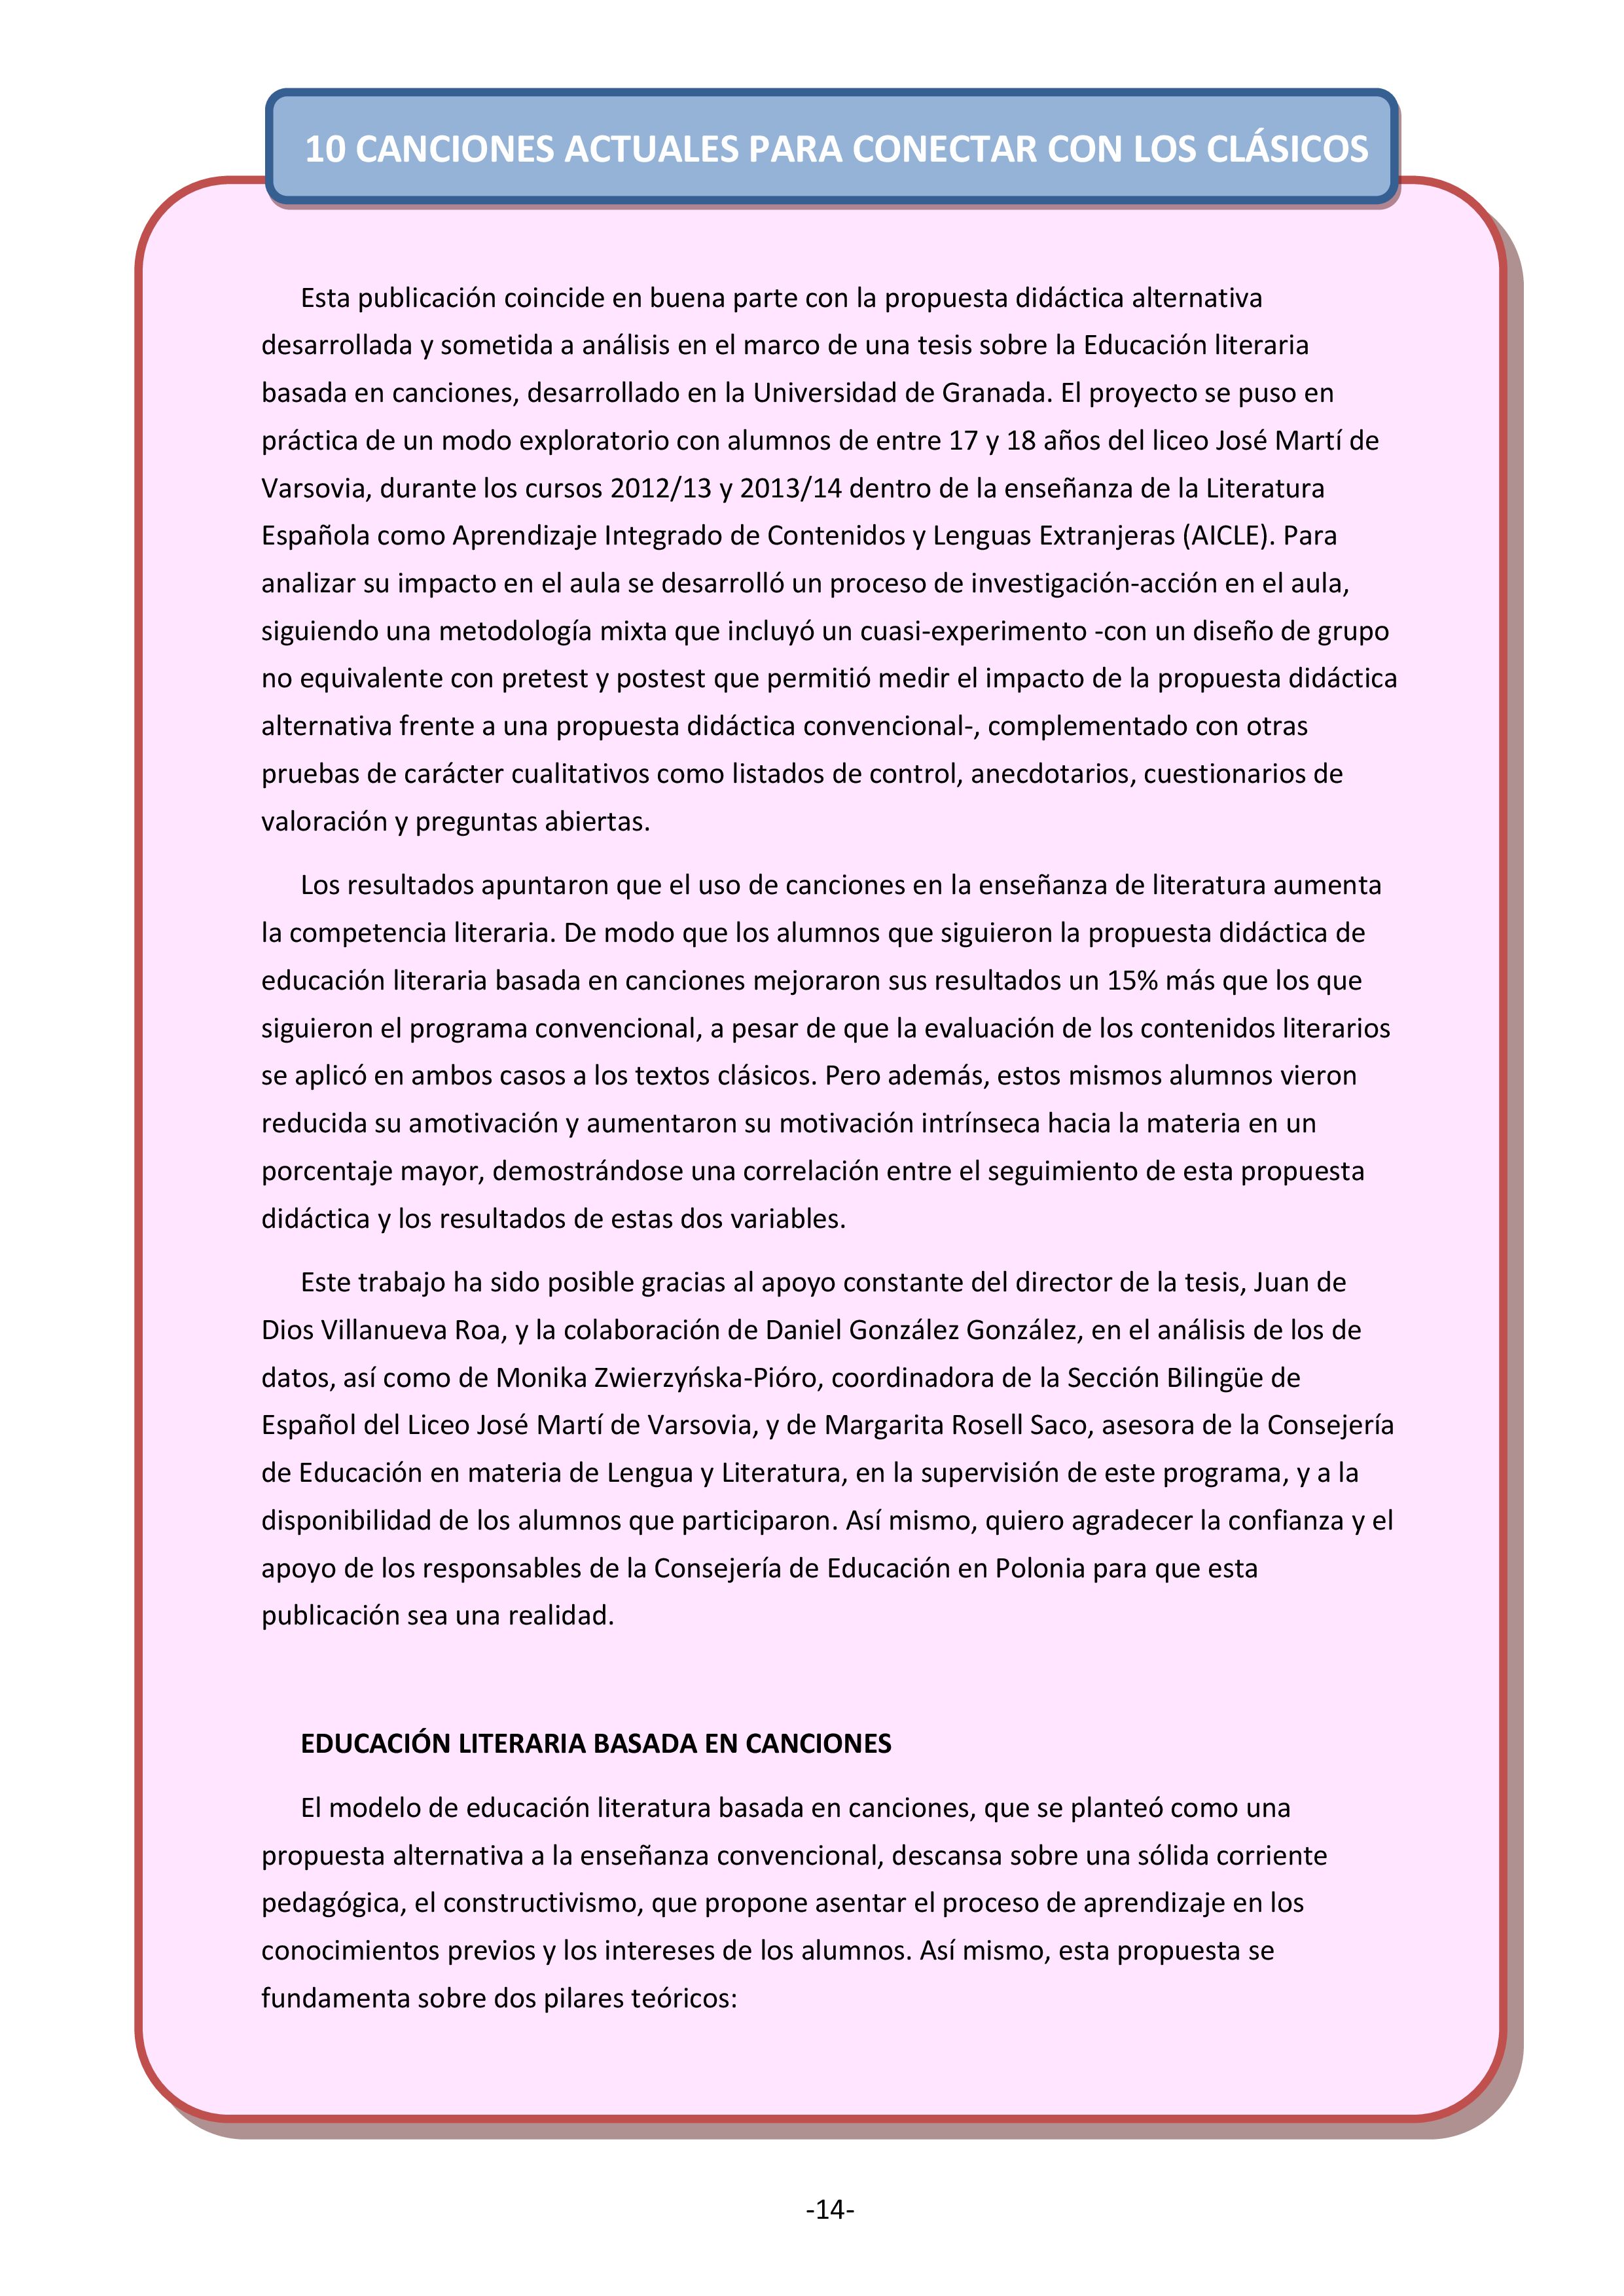 10 CANCIONES ACTUALES PARA CONECTAR CON LOS CLÁSICOS
Esta publicación coincide en buena parte con la propuesta didáctica alternativa
desarrollada y sometida a análisis en el marco de una tesis sobre la Educación literaria
basada en canciones, desarrollado en la Universidad de Granada. El proyecto se puso en
práctica de un modo exploratorio con alumnos de entre 17 y 18 años del liceo José Martí de
Varsovia, durante los cursos 2012/13 y 2013/14 dentro de la enseñanza de la Literatura
Española como Aprendizaje Integrado de Contenidos y Lenguas Extranjeras (AICLE). Para
analizar su impacto en el aula se desarrolló un proceso de investigación-acción en el aula,
siguiendo una metodología mixta que incluyó un cuasi-experimento -con un diseño de grupo
no equivalente con pretest y postest que permitió medir el impacto de la propuesta didáctica
alternativa frente a una propuesta didáctica convencional-, complementado con otras
pruebas de carácter cualitativos como listados de control, anecdotarios, cuestionarios de
valoración y preguntas abiertas.
Los resultados apuntaron que el uso de canciones en la enseñanza de literatura aumenta
la competencia literaria. De modo que los alumnos que siguieron la propuesta didáctica de
educación literaria basada en canciones mejoraron sus resultados un 15% más que los que
siguieron el programa convencional, a pesar de que la evaluación de los contenidos literarios
se aplicó en ambos casos a los textos clásicos. Pero además, estos mismos alumnos vieron
reducida su amotivación y aumentaron su motivación intrínseca hacia la materia en un
porcentaje mayor, demostrándose una correlación entre el seguimiento de esta propuesta
didáctica y los resultados de estas dos variables.
Este trabajo ha sido posible gracias al apoyo constante del director de la tesis, Juan de
Dios Villanueva Roa, y la colaboración de Daniel González González, en el análisis de los de
datos, así como de Monika Zwierzyńska-Pióro, coordinadora de la Sección Bilingüe de
Español del Liceo José Martí de Varsovia, y de Margarita Rosell Saco, asesora de la Consejería
de Educación en materia de Lengua y Literatura, en la supervisión de este programa, y a la
disponibilidad de los alumnos que participaron. Así mismo, quiero agradecer la confianza y el
apoyo de los responsables de la Consejería de Educación en Polonia para que esta
publicación sea una realidad.
EDUCACIÓN LITERARIA BASADA EN CANCIONES
El modelo de educación literatura basada en canciones, que se planteó como una
propuesta alternativa a la enseñanza convencional, descansa sobre una sólida corriente
pedagógica, el constructivismo, que propone asentar el proceso de aprendizaje en los
conocimientos previos y los intereses de los alumnos. Así mismo, esta propuesta se
fundamenta sobre dos pilares teóricos:
-14-